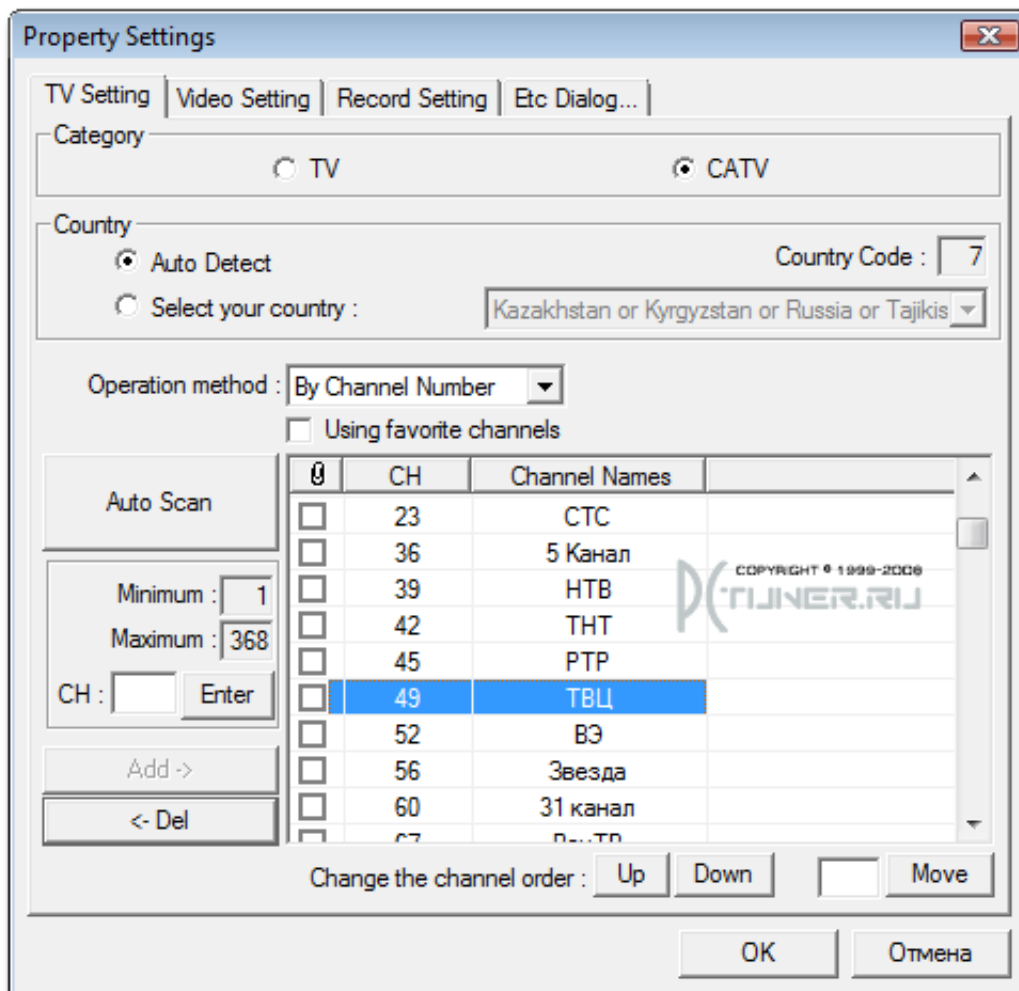 Property Settings
TV Setting Video Setting Record Setting Etc Dialog...
Category
TV CATV
Country
Auto Detect Country Code : 7
Select your country : Kazakhstan or Kyrgyzstan or Russia or Tajikis
Operation method : By Channel Number
Using favorite channels
Auto Scan
CH Channel Names
23 СТС
36 5 Канал
39 НТВ
42 ТНТ
45 РТР
49 ТВЦ
52 ВЭ
56 Звезда
60 31 канал
Minimum : 1
Maximum : 368
CH : Enter
Add ->
<- Del
COPYRIGHT © 1999-2006
PCTUNER.RU
Change the channel order : Up Down Move
OK Отмена